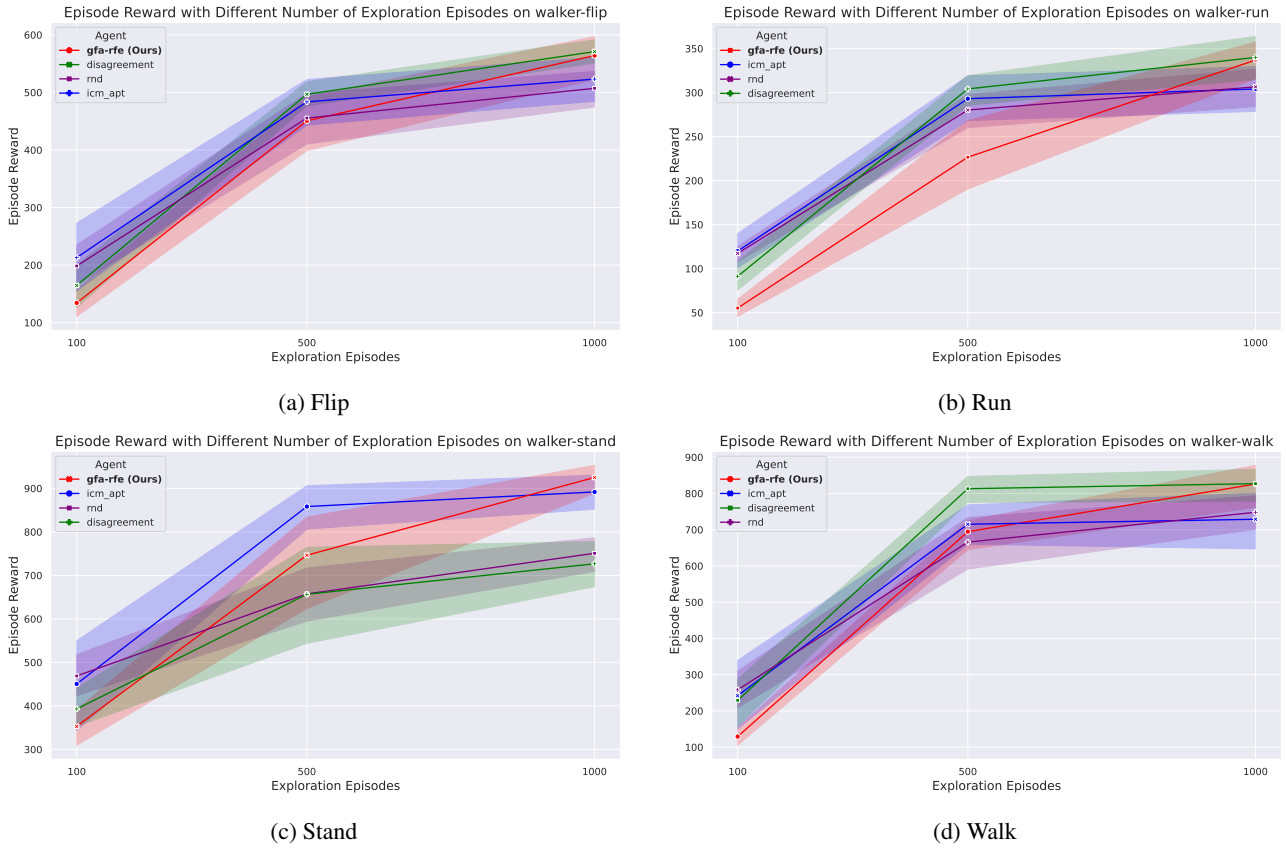 Episode Reward with Different Number of Exploration Episodes on walker-flip
Agent
gfa-rfe (Ours)
disagreement
rnd
icm_apt
600
500
400
300
200
100
Episode Reward
100
500
1000
Exploration Episodes
(a) Flip
Episode Reward with Different Number of Exploration Episodes on walker-run
Agent
gfa-rfe (Ours)
icm_apt
rnd
disagreement
350
300
250
200
150
100
50
Episode Reward
100
500
1000
Exploration Episodes
(b) Run
Episode Reward with Different Number of Exploration Episodes on walker-stand
Agent
gfa-rfe (Ours)
icm_apt
rnd
disagreement
900
800
700
600
500
400
300
Episode Reward
100
500
1000
Exploration Episodes
(c) Stand
Episode Reward with Different Number of Exploration Episodes on walker-walk
Agent
gfa-rfe (Ours)
icm_apt
disagreement
rnd
900
800
700
600
500
400
300
200
100
Episode Reward
100
500
1000
Exploration Episodes
(d) Walk